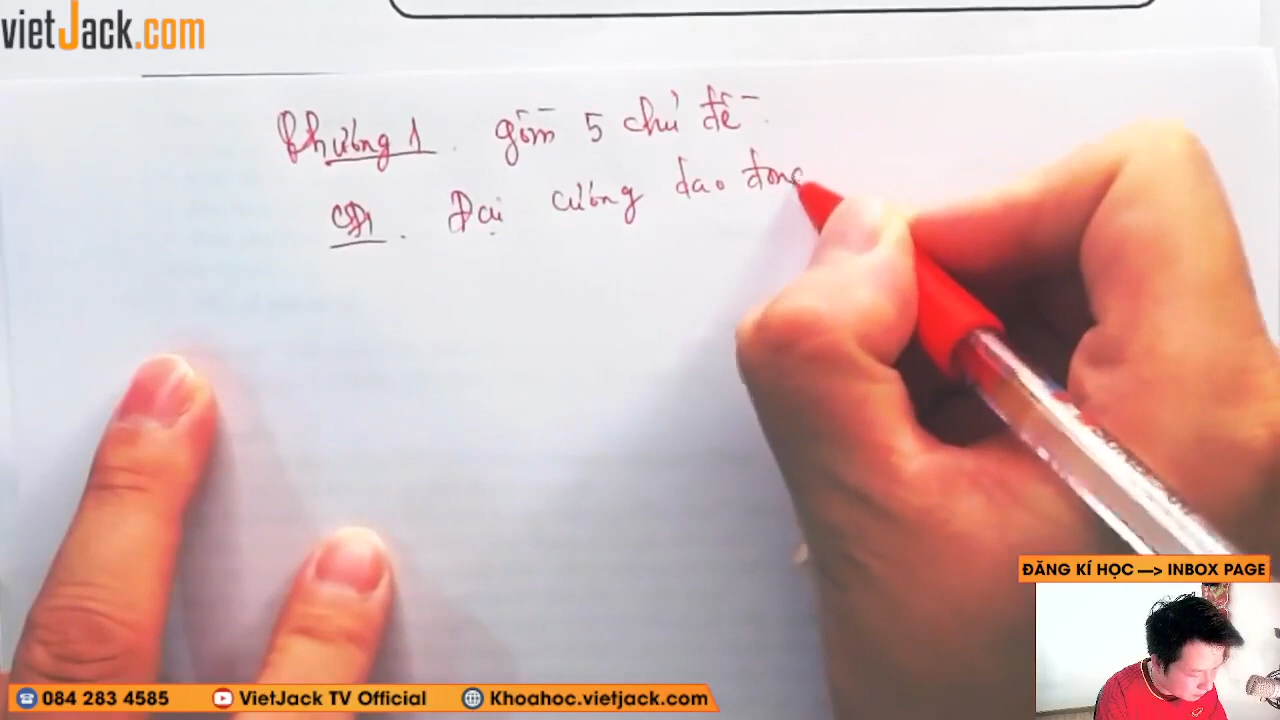 vietJack.com
Chương 1. gồm 5 chủ đề
CĐ1. Đại cương dao động
ĐĂNG KÍ HỌC —> INBOX PAGE
084 283 4585 VietJack TV Official Khoahoc.vietjack.com